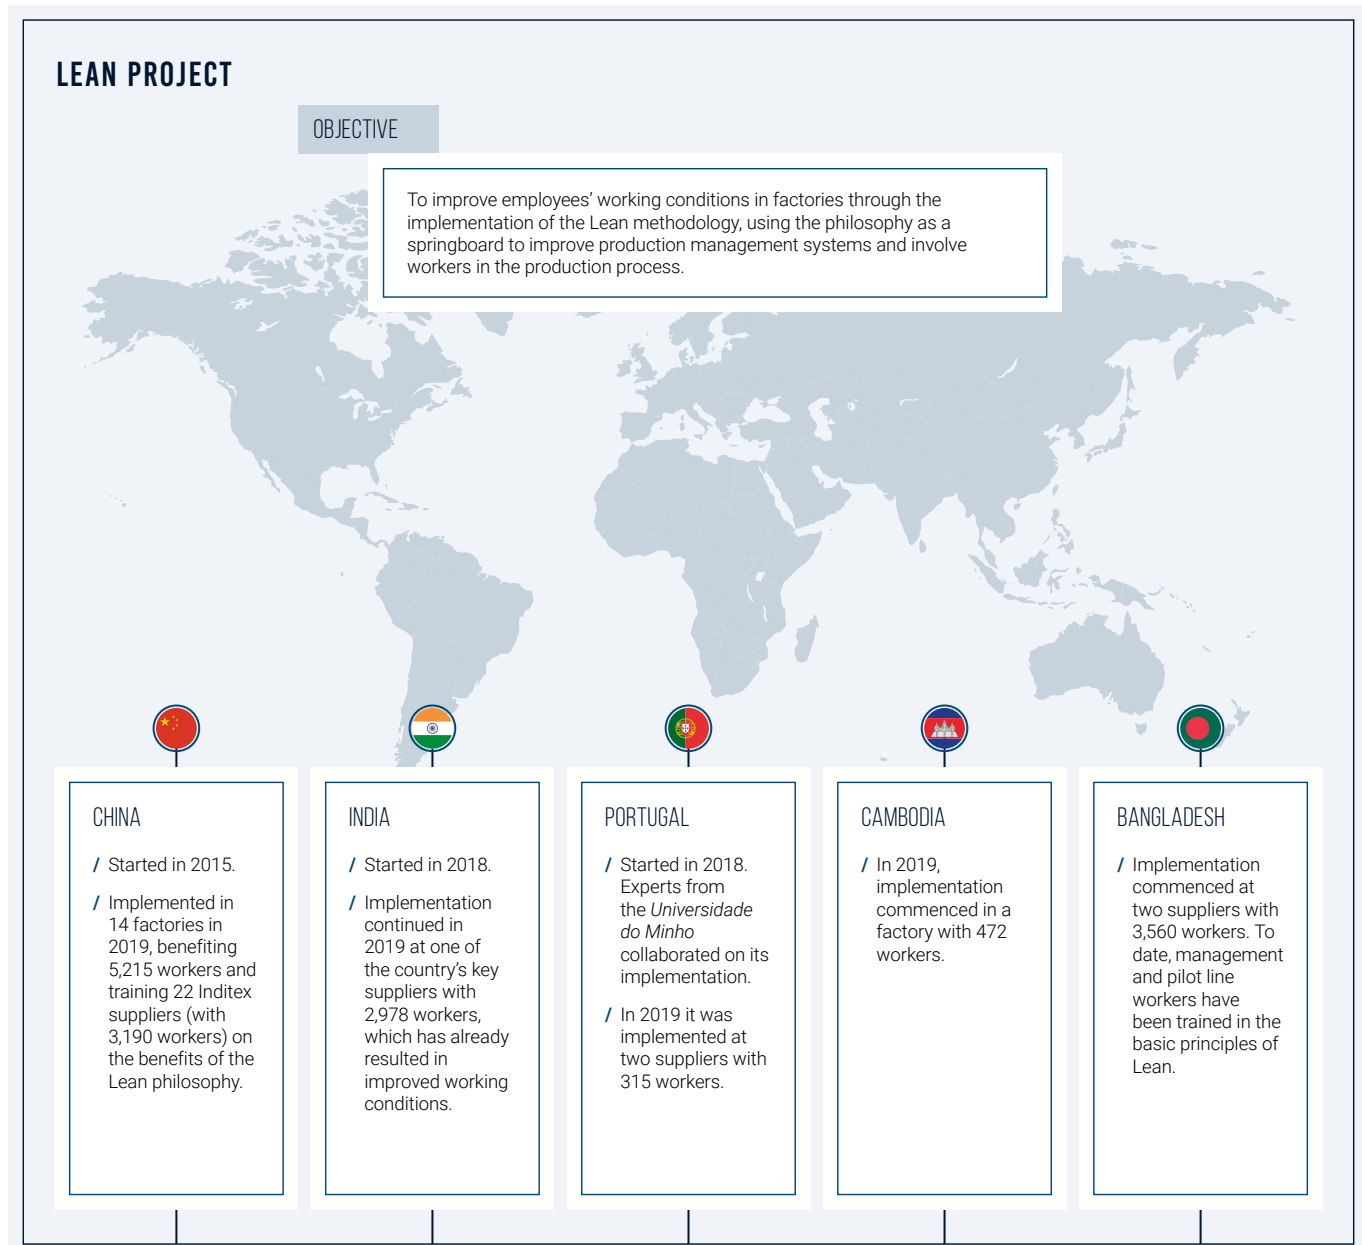 LEAN PROJECT
OBJECTIVE
To improve employees’ working conditions in factories through the
implementation of the Lean methodology, using the philosophy as a
springboard to improve production management systems and involve
workers in the production process.
CHINA
/ Started in 2015.
/ Implemented in
14 factories in
2019, benefiting
5,215 workers and
training 22 Inditex
suppliers (with
3,190 workers) on
the benefits of the
Lean philosophy.
INDIA
/ Started in 2018.
/ Implementation
continued in
2019 at one of
the country’s key
suppliers with
2,978 workers,
which has already
resulted in
improved working
conditions.
PORTUGAL
/ Started in 2018.
Experts from
the Universidade
do Minho
collaborated on its
implementation.
/ In 2019 it was
implemented at
two suppliers with
315 workers.
CAMBODIA
/ In 2019,
implementation
commenced in a
factory with 472
workers.
BANGLADESH
/ Implementation
commenced at
two suppliers with
3,560 workers. To
date, management
and pilot line
workers have
been trained in the
basic principles of
Lean.